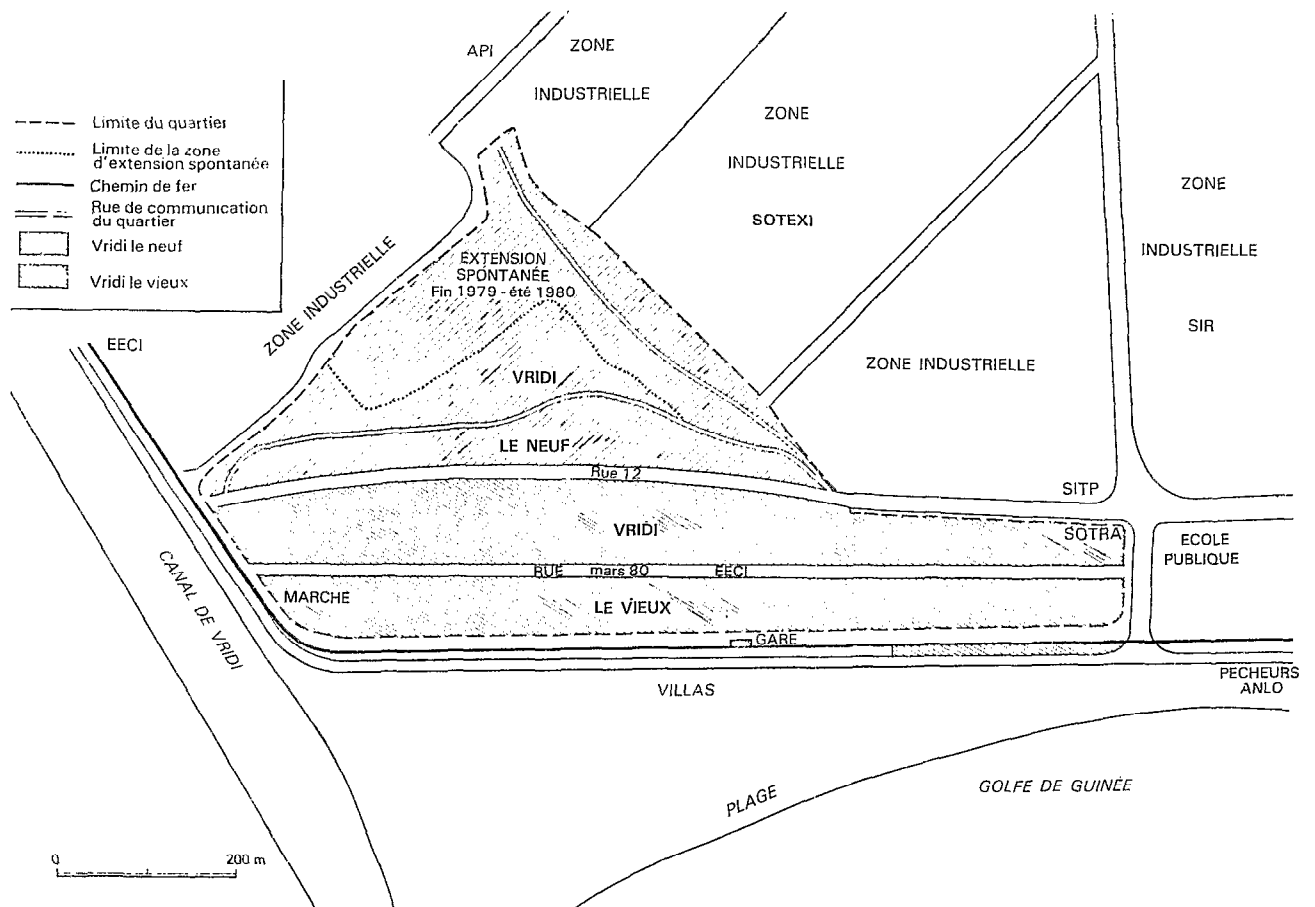 API
ZONE
INDUSTRIELLE
ZONE
INDUSTRIELLE
SOTEXI
ZONE
INDUSTRIELLE
SIR
Limite du quartier
Limite de la zone
d'extension spontanée
Chemin de fer
Rue de communication
du quartier
Vridi le neuf
Vridi le vieux
EECI
ZONE INDUSTRIELLE
EXTENSION
SPONTANÉE
Fin 1979 - été 1980
ZONE INDUSTRIELLE
VRIDI
LE NEUF
Rue 12
SITP
VRIDI
SOTRA
ECOLE
PUBLIQUE
RUE mars 80 EECI
MARCHE
LE VIEUX
CANAL DE VRIDI
GARE
VILLAS
PECHEURS
ANLO
PLAGE
GOLFE DE GUINÉE
0 200 m